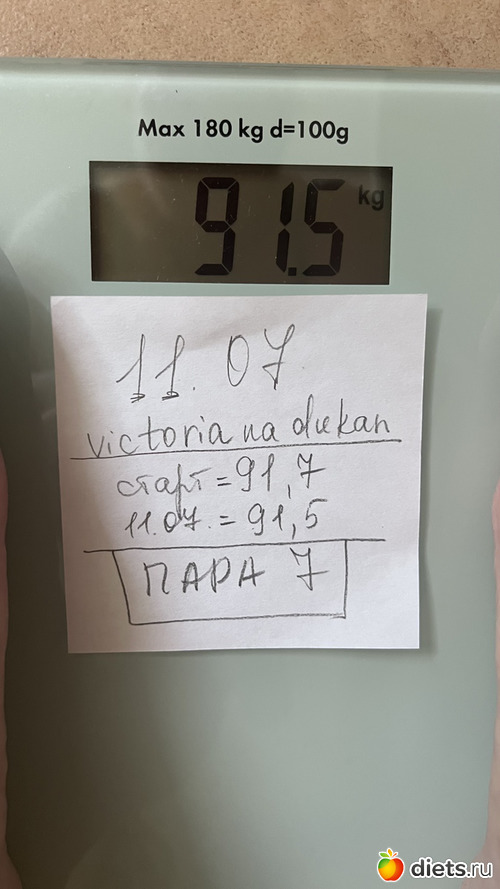 Max 180 kg d=100g
91.5 kg
11.07
victoria na dukan
старт = 91,7
11.07. = 91,5
ПАРА 7
diets.ru